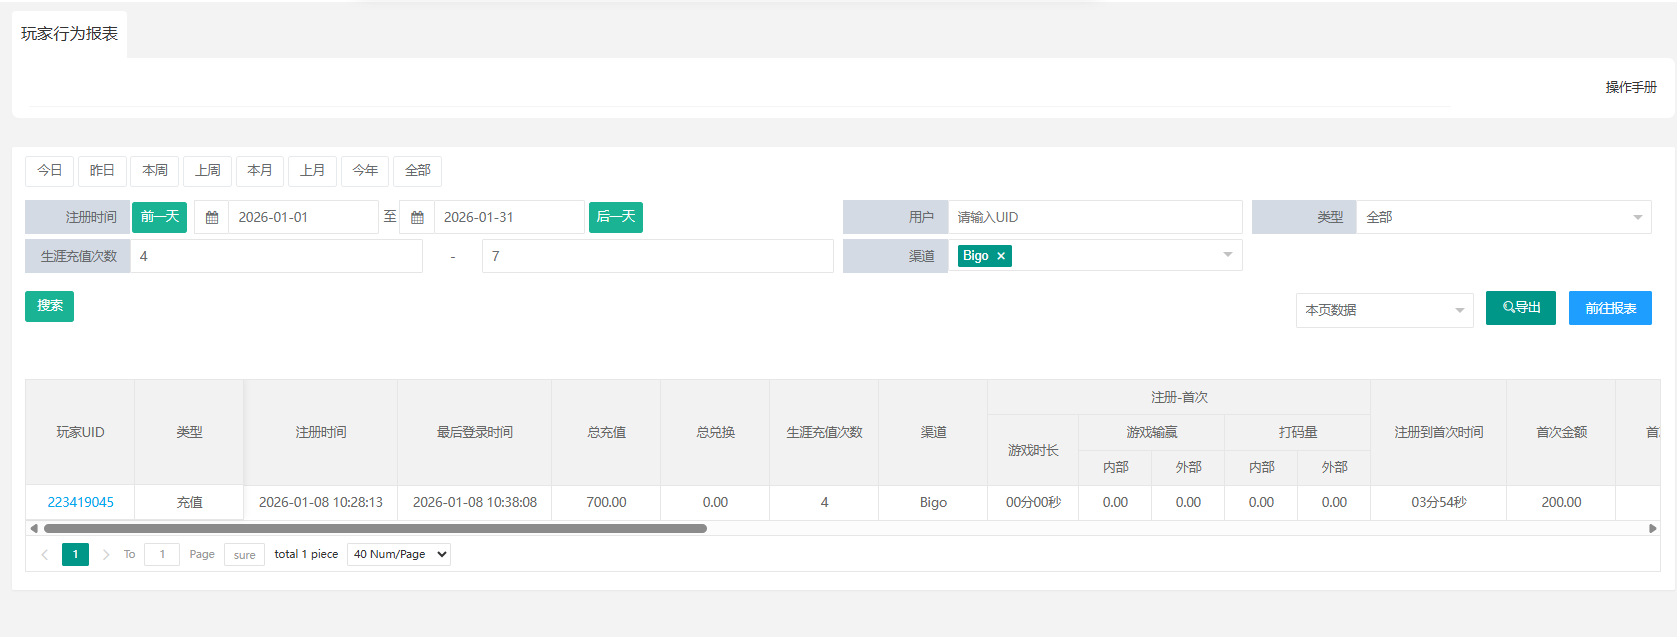 玩家行为报表
操作手册
今日 昨日 本周 上周 本月 上月 今年 全部
注册时间 前一天 2026-01-01 至 2026-01-31 后一天 用户 请输入UID 类型 全部
生涯充值次数 4 - 7 渠道 Bigo ×
搜索 本页数据 导出 前往报表
注册-首次
玩家UID 类型 注册时间 最后登录时间 总充值 总兑换 生涯充值次数 渠道 游戏输赢 打码量 注册到首次时间 首次金额 首
游戏时长
内部 外部 内部 外部
223419045 充值 2026-01-08 10:28:13 2026-01-08 10:38:08 700.00 0.00 4 Bigo 00分00秒 0.00 0.00 0.00 0.00 03分54秒 200.00
1 To 1 Page sure total 1 piece 40 Num/Page